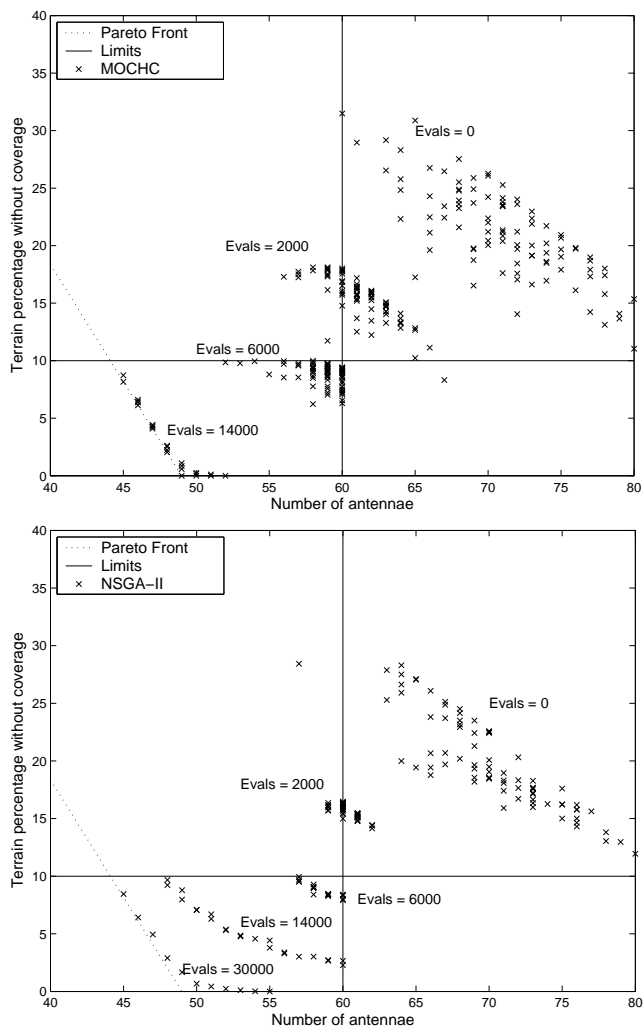 40
35
30
25
20
15
10
5
0
Terrain percentage without coverage
Pareto Front
Limits
MOCHC
Evals = 0
Evals = 2000
Evals = 6000
Evals = 14000
40 45 50 55 60 65 70 75 80
Number of antennae
40
35
30
25
20
15
10
5
0
Terrain percentage without coverage
Pareto Front
Limits
NSGA−II
Evals = 0
Evals = 2000
Evals = 6000
Evals = 14000
Evals = 30000
40 45 50 55 60 65 70 75 80
Number of antennae